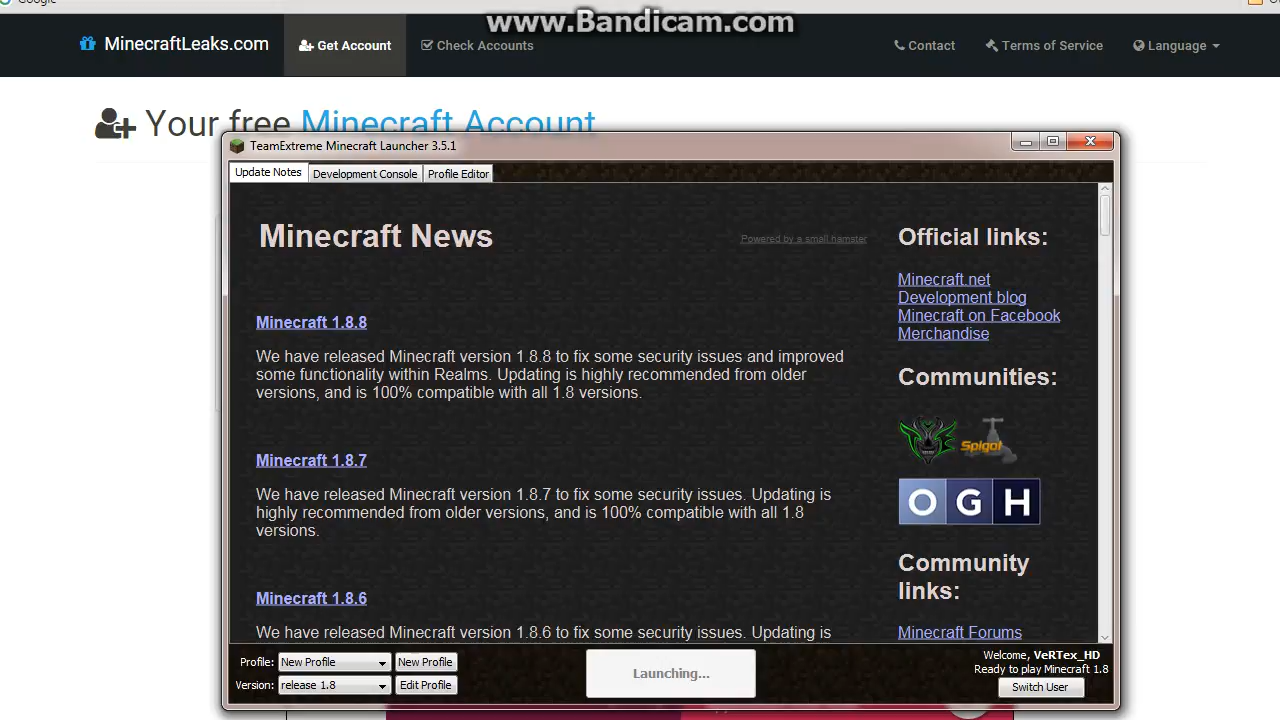 Google
www.Bandicam.com
MinecraftLeaks.com Get Account Check Accounts Contact Terms of Service Language
Your free Minecraft Account
TeamExtreme Minecraft Launcher 3.5.1
Update Notes Development Console Profile Editor
Minecraft News
Powered by a small hamster
Minecraft 1.8.8
We have released Minecraft version 1.8.8 to fix some security issues and improved
some functionality within Realms. Updating is highly recommended from older
versions, and is 100% compatible with all 1.8 versions.
Minecraft 1.8.7
We have released Minecraft version 1.8.7 to fix some security issues. Updating is
highly recommended from older versions, and is 100% compatible with all 1.8
versions.
Minecraft 1.8.6
We have released Minecraft version 1.8.6 to fix some security issues. Updating is
Official links:
Minecraft.net
Development blog
Minecraft on Facebook
Merchandise
Communities:
Spigot
OGH
Community
links:
Minecraft Forums
Profile: New Profile New Profile
Version: release 1.8 Edit Profile
Launching...
Welcome, VeRTex_HD
Ready to play Minecraft 1.8
Switch User